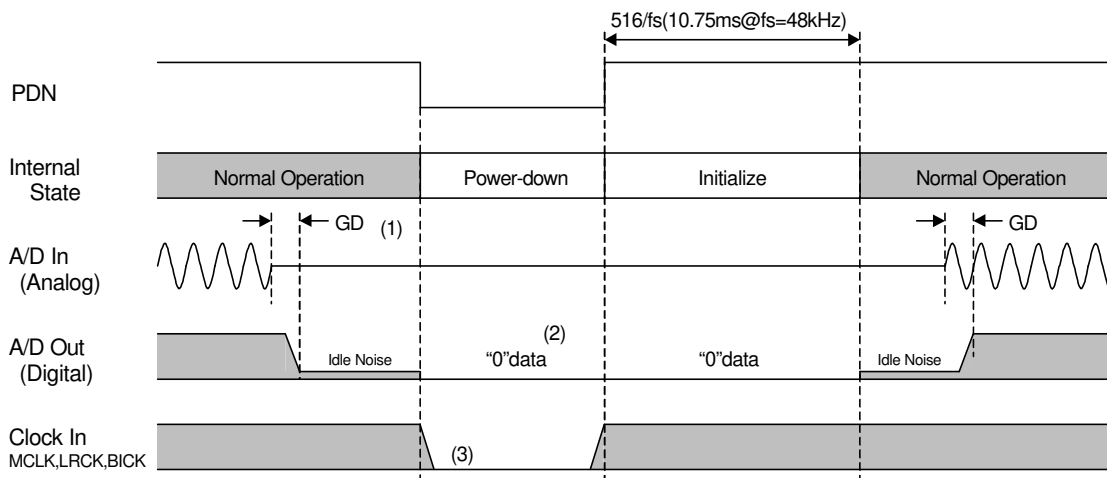 516/fs(10.75ms@fs=48kHz)
PDN
Internal
State
Normal Operation
Power-down
Initialize
Normal Operation
GD
(1)
GD
A/D In
(Analog)
A/D Out
(Digital)
Idle Noise
(2)
“0”data
“0”data
Idle Noise
Clock In
MCLK,LRCK,BICK
(3)